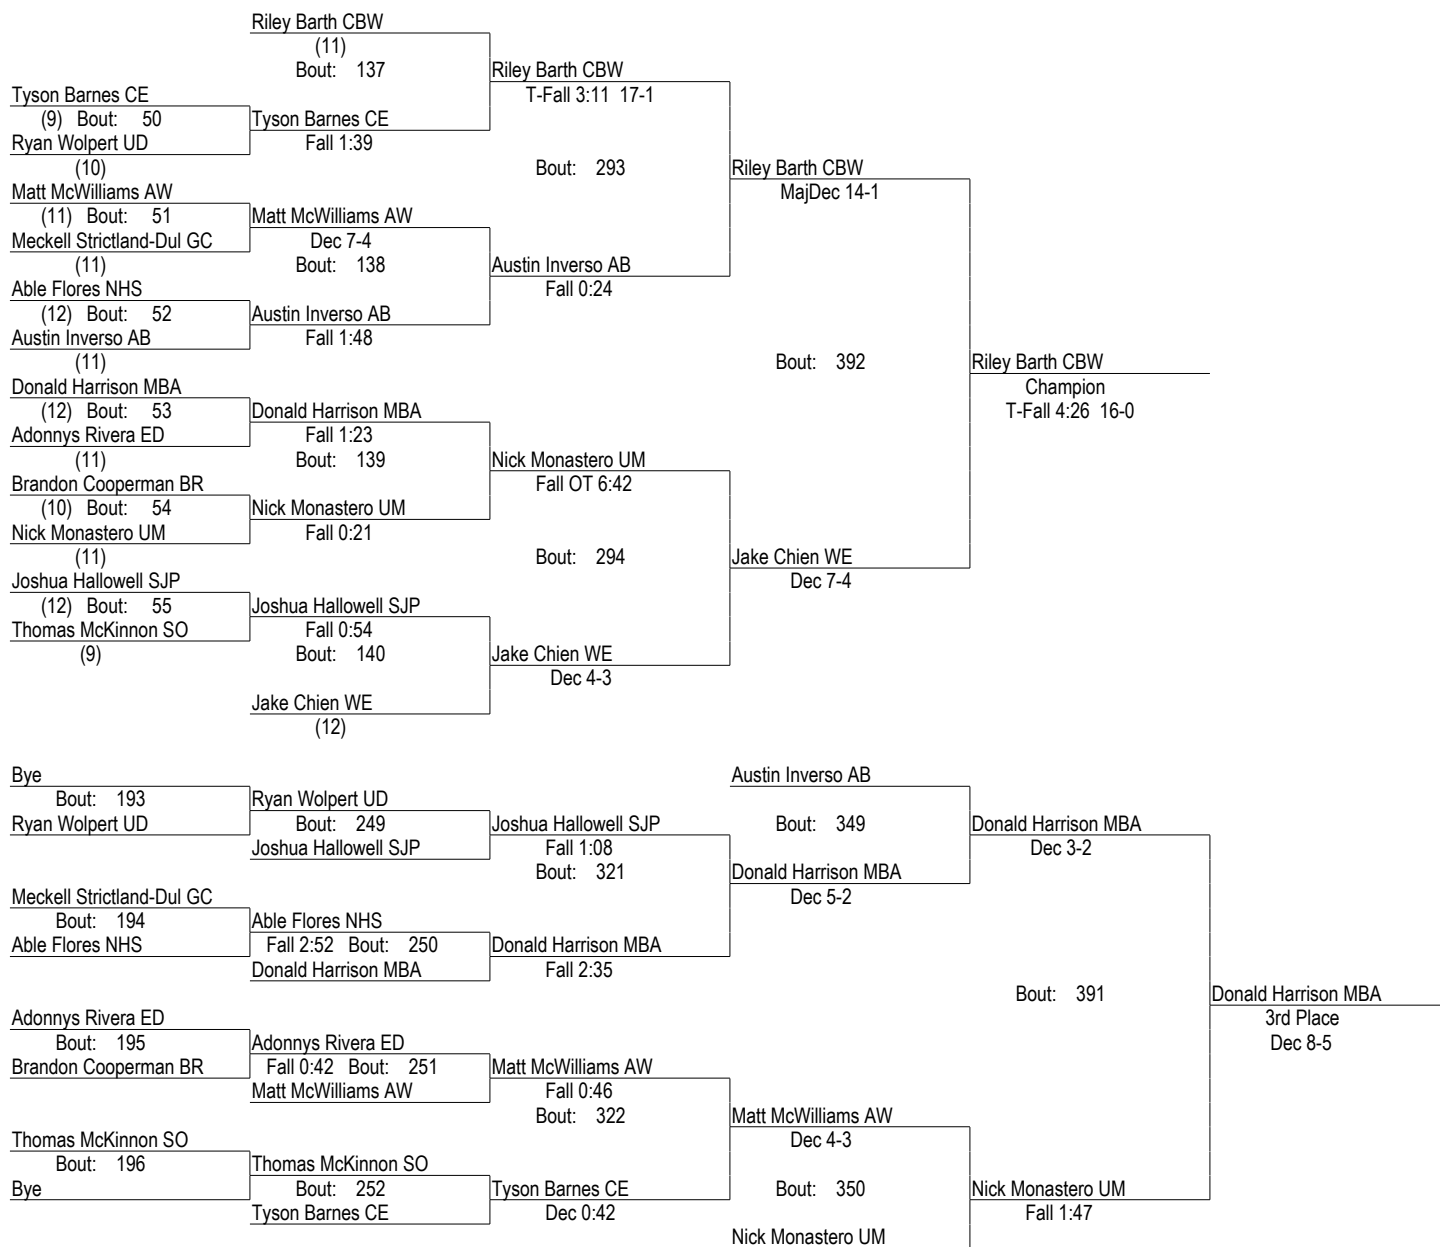 Riley Barth CBW
(11)
Bout: 137
Riley Barth CBW
T-Fall 3:11 17-1
Tyson Barnes CE
(9) Bout: 50
Tyson Barnes CE
Ryan Wolpert UD
Fall 1:39
(10)
Bout: 293
Riley Barth CBW
Matt McWilliams AW
MajDec 14-1
(11) Bout: 51
Matt McWilliams AW
Meckell Strictland-Dul GC
Dec 7-4
(11)
Bout: 138
Austin Inverso AB
Able Flores NHS
Fall 0:24
(12) Bout: 52
Austin Inverso AB
Austin Inverso AB
Fall 1:48
(11)
Bout: 392
Riley Barth CBW
Donald Harrison MBA
Champion
(12) Bout: 53
Donald Harrison MBA
T-Fall 4:26 16-0
Adonnys Rivera ED
Fall 1:23
(11)
Bout: 139
Nick Monastero UM
Brandon Cooperman BR
Fall OT 6:42
(10) Bout: 54
Nick Monastero UM
Nick Monastero UM
Fall 0:21
(11)
Bout: 294
Jake Chien WE
Joshua Hallowell SJP
Dec 7-4
(12) Bout: 55
Joshua Hallowell SJP
Thomas McKinnon SO
Fall 0:54
(9)
Bout: 140
Jake Chien WE
Dec 4-3
Jake Chien WE
(12)
Bye
Austin Inverso AB
Bout: 193
Ryan Wolpert UD
Ryan Wolpert UD
Bout: 249
Joshua Hallowell SJP
Bout: 349
Donald Harrison MBA
Joshua Hallowell SJP
Fall 1:08
Dec 3-2
Bout: 321
Donald Harrison MBA
Meckell Strictland-Dul GC
Dec 5-2
Bout: 194
Able Flores NHS
Able Flores NHS
Fall 2:52 Bout: 250
Donald Harrison MBA
Donald Harrison MBA
Fall 2:35
Bout: 391
Donald Harrison MBA
Adonnys Rivera ED
3rd Place
Bout: 195
Adonnys Rivera ED
Dec 8-5
Brandon Cooperman BR
Fall 0:42 Bout: 251
Matt McWilliams AW
Matt McWilliams AW
Fall 0:46
Bout: 322
Matt McWilliams AW
Thomas McKinnon SO
Dec 4-3
Bout: 196
Thomas McKinnon SO
Bye
Bout: 252
Tyson Barnes CE
Bout: 350
Nick Monastero UM
Tyson Barnes CE
Dec 0:42
Fall 1:47
Nick Monastero UM